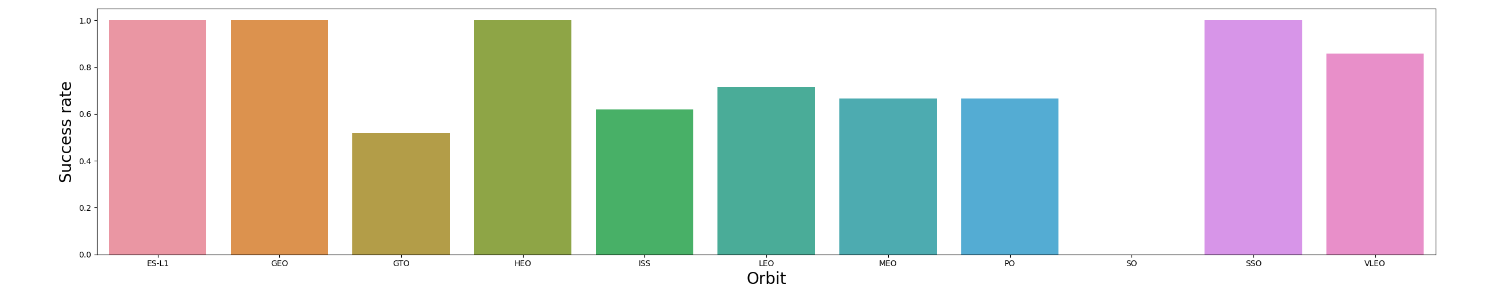 Success rate
1.0
0.8
0.6
0.4
0.2
0.0
ES-L1 GEO GTO HEO ISS LEO MEO PO SO SSO VLEO
Orbit